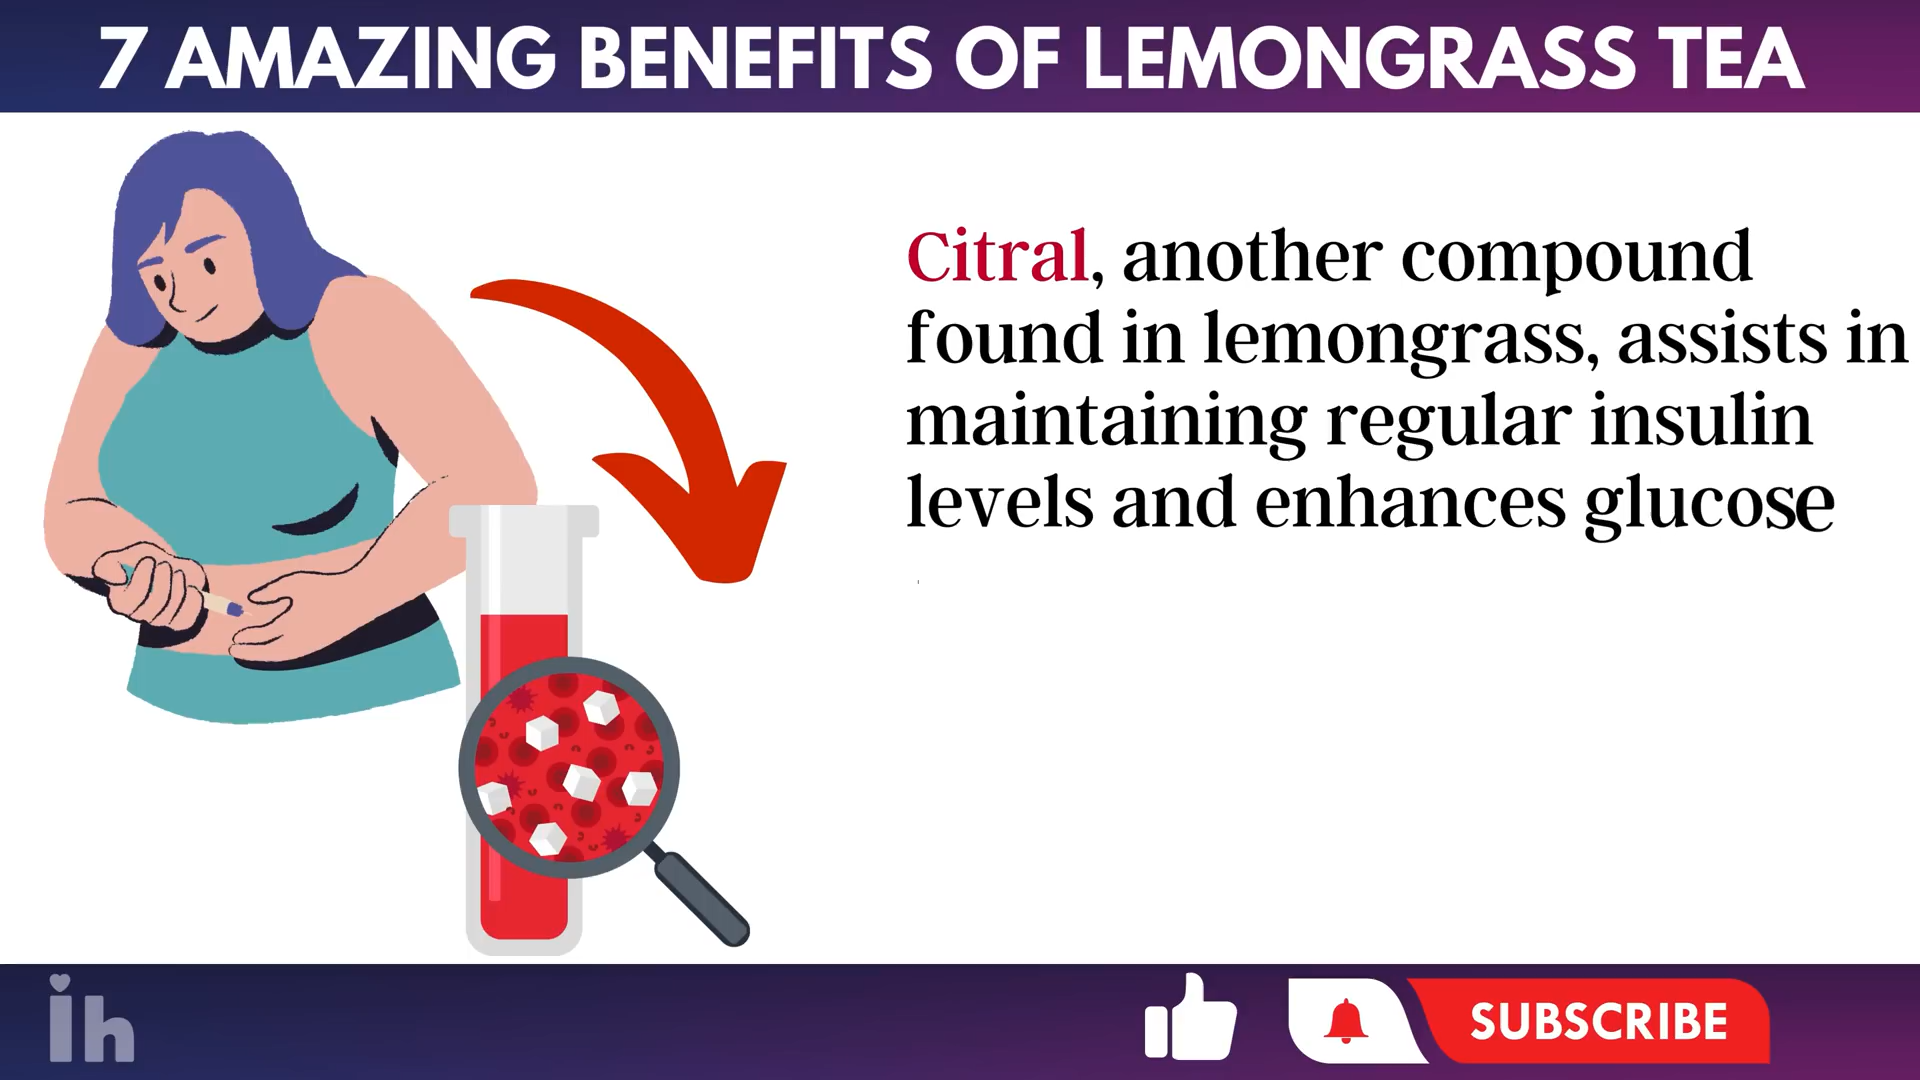 7 AMAZING BENEFITS OF LEMONGRASS TEA
Citral, another compound
found in lemongrass, assists in
maintaining regular insulin
levels and enhances glucose
ih
SUBSCRIBE